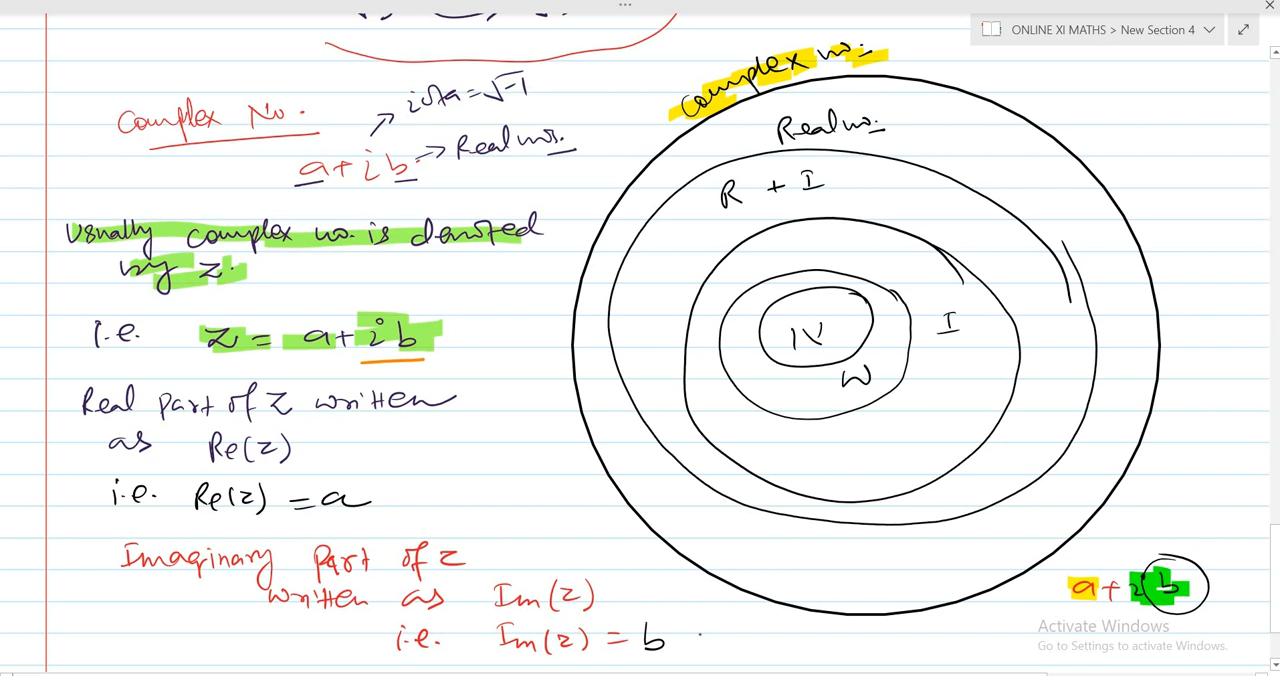 ONLINE XI MATHS > New Section 4
Complex No.
iota = √-1
a + ib → Real nos.
Usually complex no. is denoted
by z.
i.e. z = a + ib
Real part of z written
as Re(z)
i.e. Re(z) = a
Imaginary part of z
written as Im(z)
i.e. Im(z) = b
Complex no.
Real no.
R + I
I
N
W
a + ib
Activate Windows
Go to Settings to activate Windows.